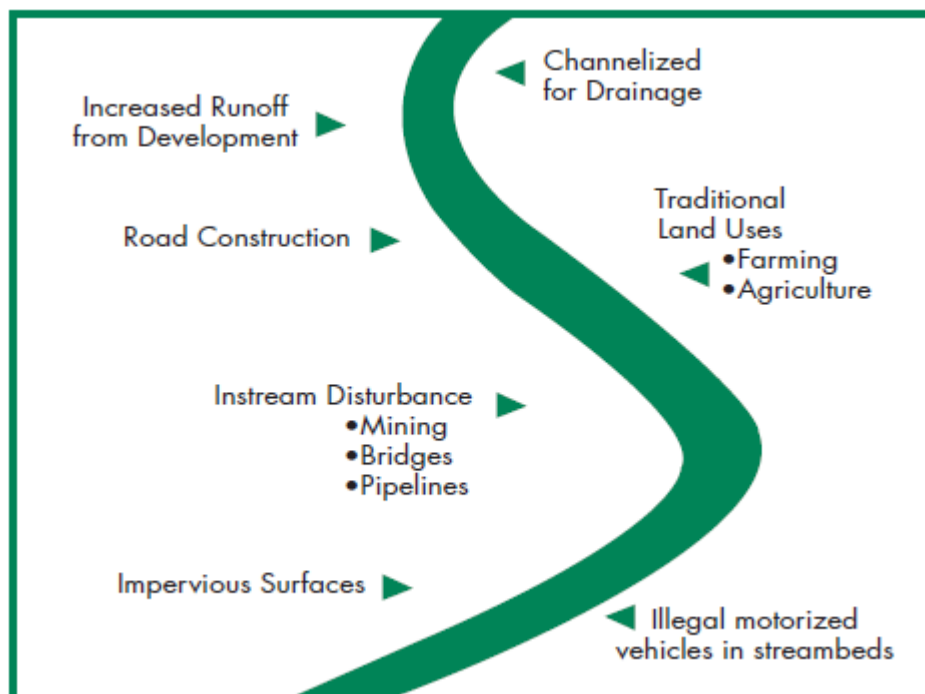 Channelized
for Drainage
Increased Runoff
from Development
Traditional
Land Uses
•Farming
•Agriculture
Road Construction
Instream Disturbance
•Mining
•Bridges
•Pipelines
Impervious Surfaces
Illegal motorized
vehicles in streambeds